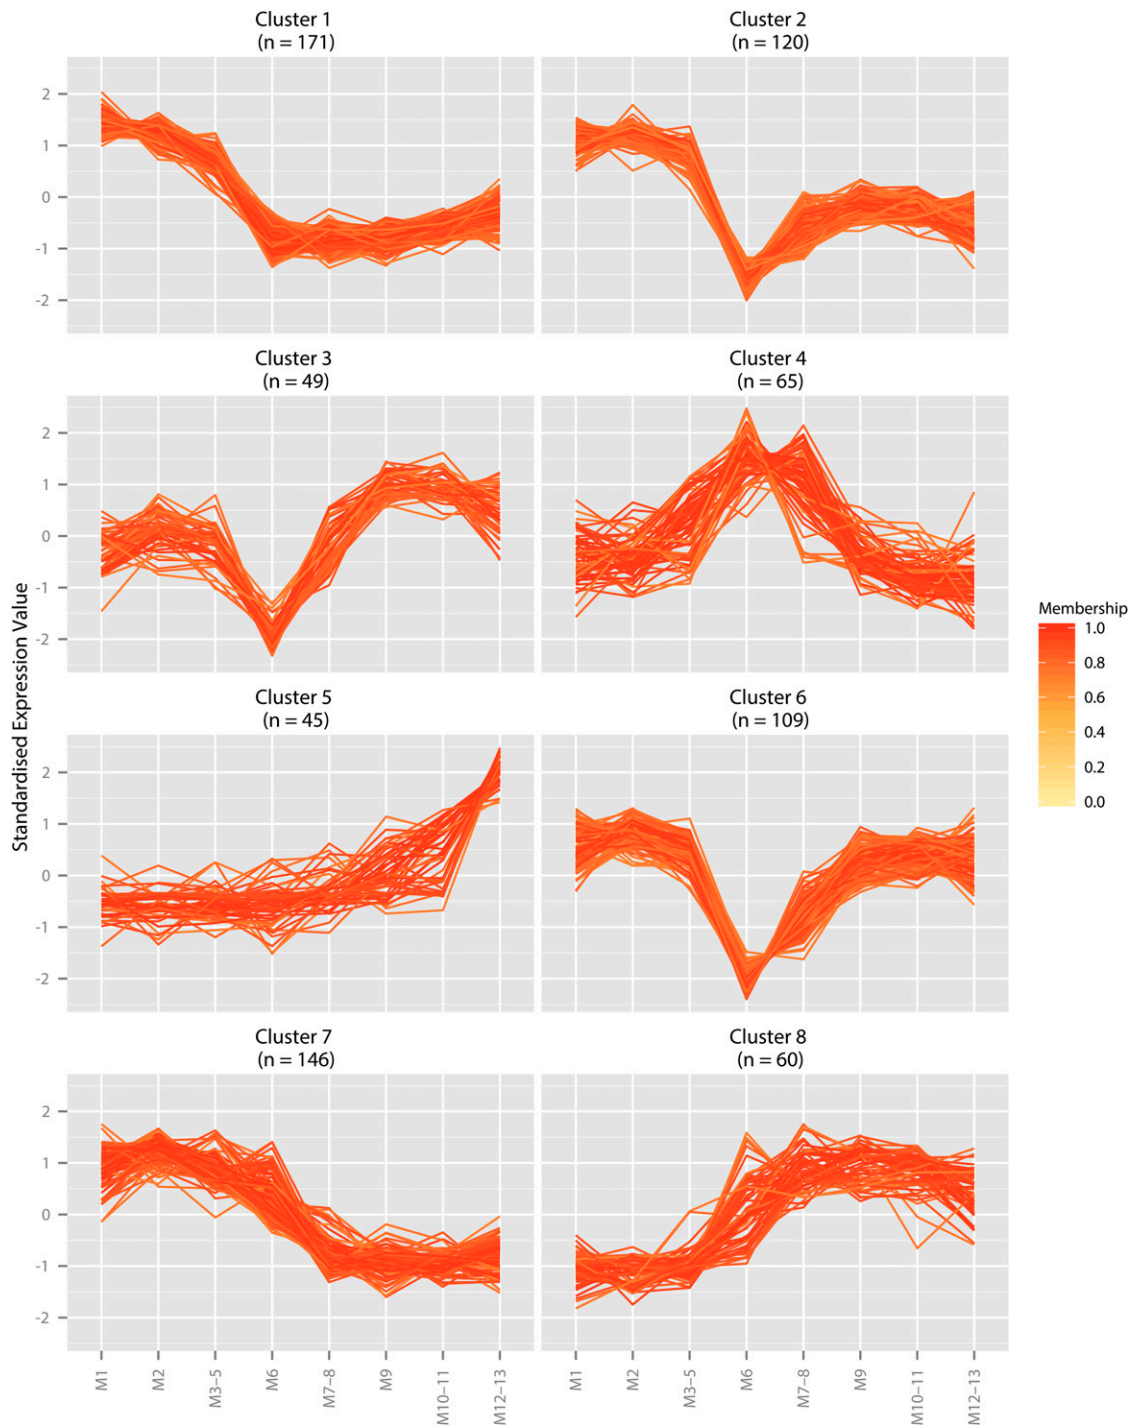 Cluster 1
(n = 171)
Cluster 2
(n = 120)
2
1
0
-1
-2
Cluster 3
(n = 49)
Cluster 4
(n = 65)
2
1
0
-1
-2
Standardised Expression Value
Membership
1.0
0.8
0.6
0.4
0.2
0.0
Cluster 5
(n = 45)
Cluster 6
(n = 109)
2
1
0
-1
-2
Cluster 7
(n = 146)
Cluster 8
(n = 60)
2
1
0
-1
-2
M1
M2
M3-5
M6
M7-8
M9
M10-11
M12-13
M1
M2
M3-5
M6
M7-8
M9
M10-11
M12-13